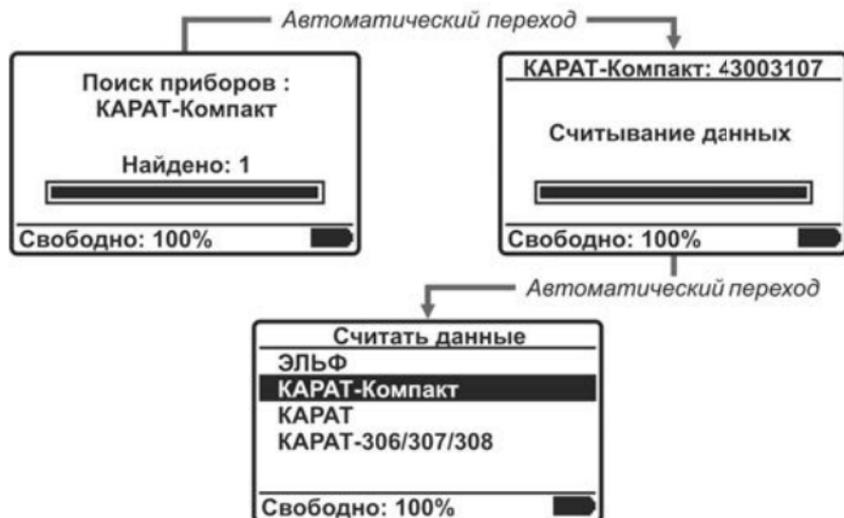 Автоматический переход
Поиск приборов :
КАРАТ-Компакт
Найдено: 1
Свободно: 100%
КАРАТ-Компакт: 43003107
Считывание данных
Свободно: 100%
Автоматический переход
Считать данные
ЭЛЬФ
КАРАТ-Компакт
КАРАТ
КАРАТ-306/307/308
Свободно: 100%